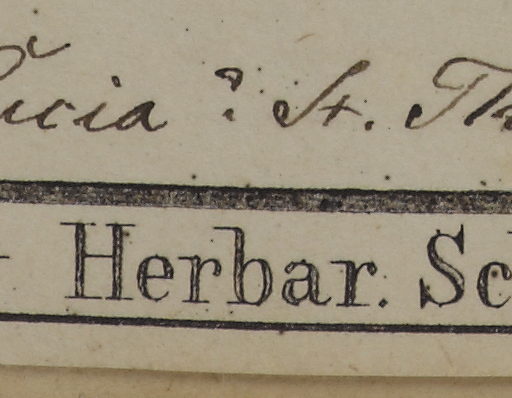 ucia? St. Th
Herbar. Sc